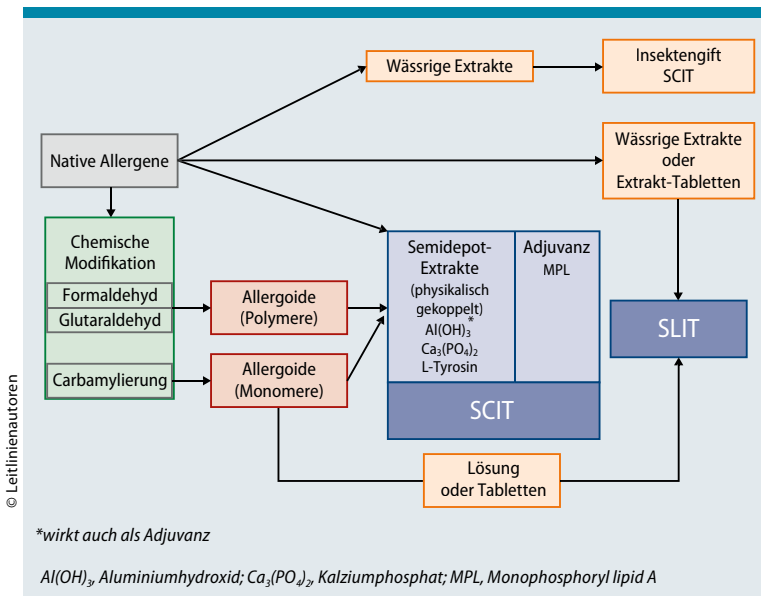 Wässrige Extrakte
Insektengift
SCIT
Native Allergene
Wässrige Extrakte
oder
Extrakt-Tabletten
Chemische
Modifikation
Formaldehyd
Glutaraldehyd
Carbamylierung
Allergoide
(Polymere)
Allergoide
(Monomere)
Semidepot-
Extrakte
(physikalisch
gekoppelt)
Al(OH)₃*
Ca₃(PO₄)₂
L-Tyrosin
Adjuvanz
MPL
SCIT
SLIT
Lösung
oder Tabletten
© Leitlinienautoren
*wirkt auch als Adjuvanz
Al(OH)₃, Aluminiumhydroxid; Ca₃(PO₄)₂, Kalziumphosphat; MPL, Monophosphoryl lipid A